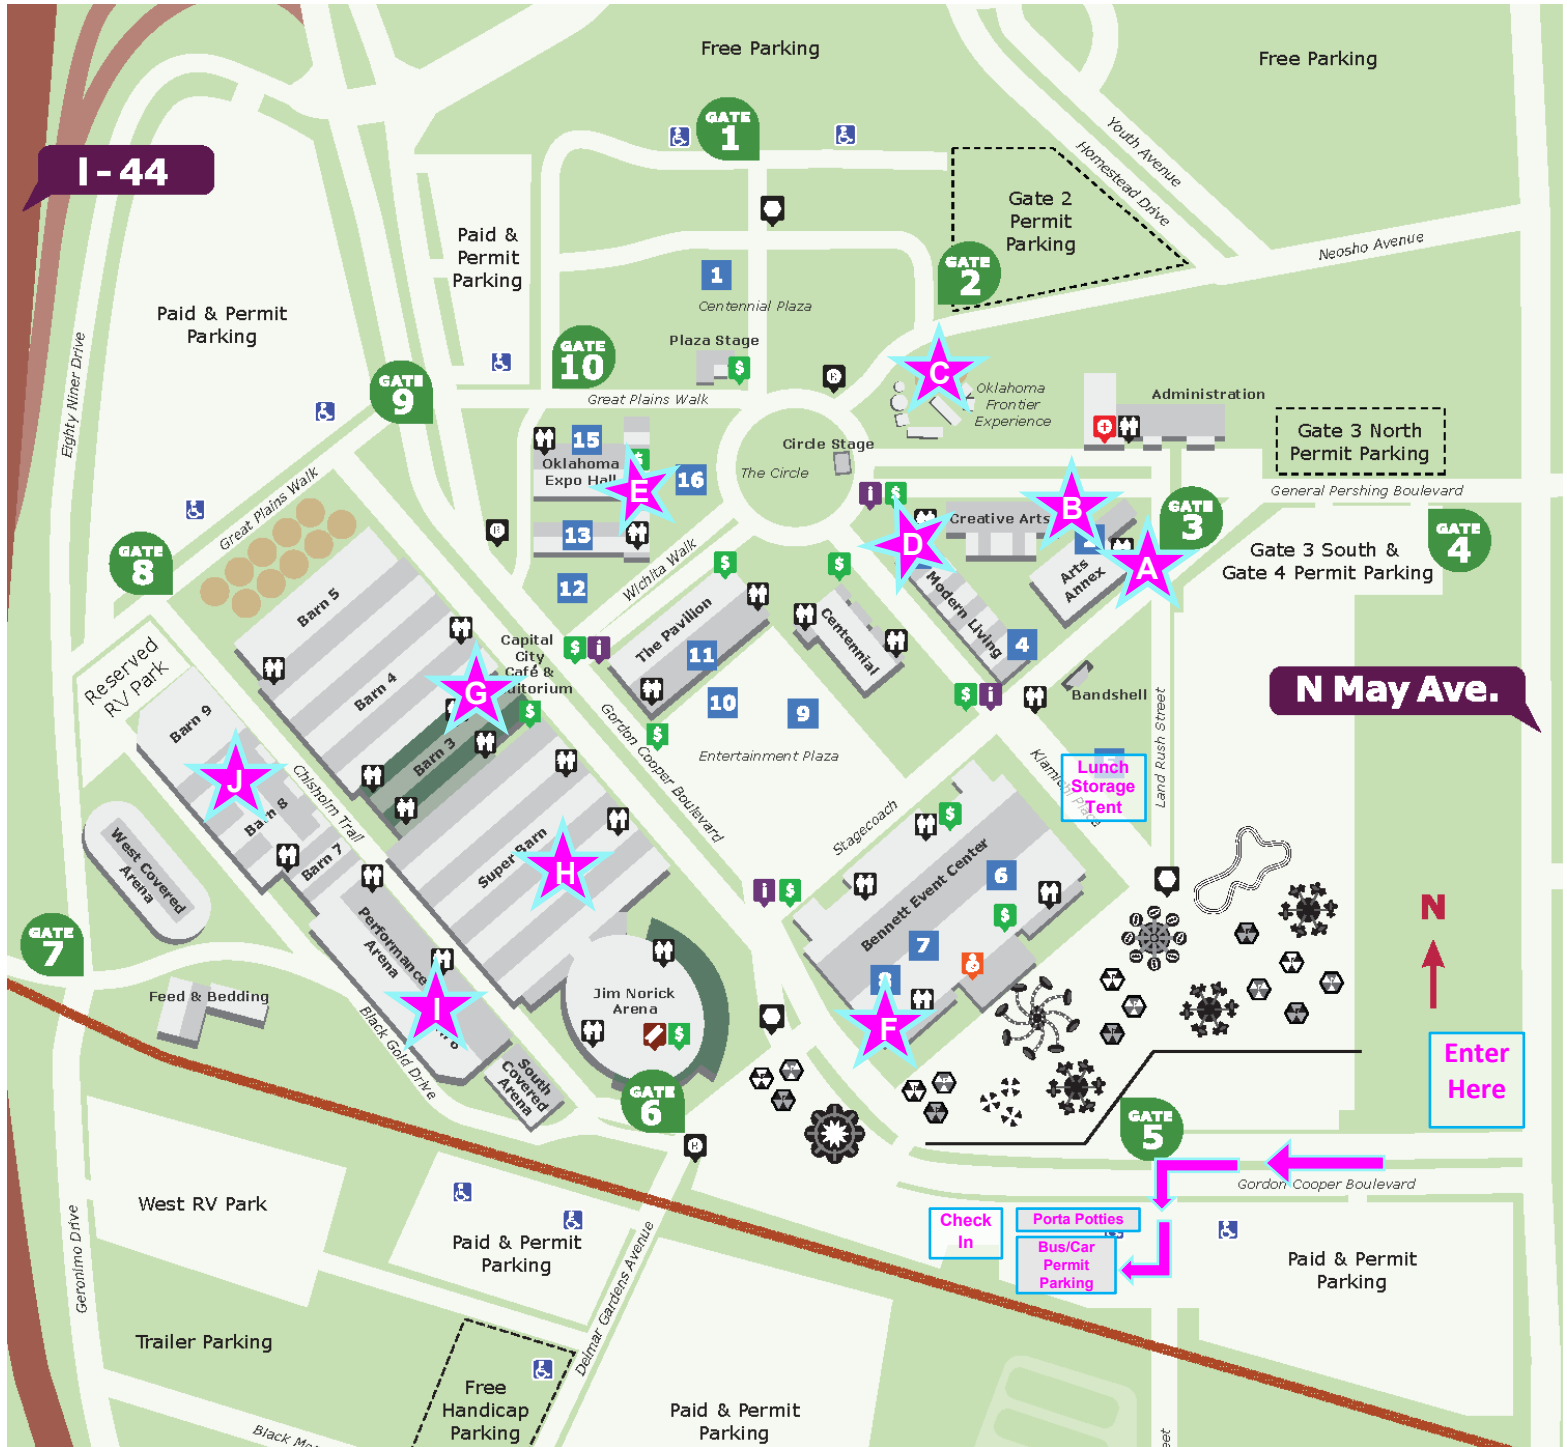 Free Parking
Free Parking
GATE
1
Youth Avenue
Homestead Drive
I - 44
Gate 2
Permit
Parking
Paid &
Permit
Parking
Neosho Avenue
GATE
2
1
Centennial Plaza
Paid & Permit
Parking
Eighty Niner Drive
Plaza Stage
$
GATE
10
GATE
9
Great Plains Walk
C
Oklahoma
Frontier
Experience
Administration
Circle Stage
The Circle
Gate 3 North
Permit Parking
15
Oklahoma
Expo Hall
$
E
16
13
12
General Pershing Boulevard
i
$
Creative Arts
B
D
GATE
3
GATE
4
Gate 3 South &
Gate 4 Permit Parking
A
Arts
Annex
Great Plains Walk
GATE
8
Wichita Walk
$
$
Modern Living
4
Centennial
The Pavilion
11
10
9
Barn 5
Barn 4
Barn 3
Capital
City
Café &
$
i
G
$
$
Reserved
RV Park
Barn 9
J
Barn 8
Barn 7
Chisholm Trail
Gordon Cooper Boulevard
Entertainment Plaza
$
i
Bandshell
Land Rush Street
N May Ave.
Lunch
Storage
Tent
Stagecoach
$
Super Barn
H
Bennett Event Center
6
$
7
8
F
i
$
West Covered
Arena
Performance
Arena
I
GATE
7
Feed & Bedding
Jim Norick
Arena
$
Black Gold Drive
South
Covered
Arena
GATE
6
N
Enter
Here
GATE
5
Gordon Cooper Boulevard
Check
In
Porta Potties
Bus/Car
Permit
Parking
Paid & Permit
Parking
West RV Park
Paid & Permit
Parking
Geronimo Drive
Delmar Gardens Avenue
Trailer Parking
Free
Handicap
Parking
Paid & Permit
Parking